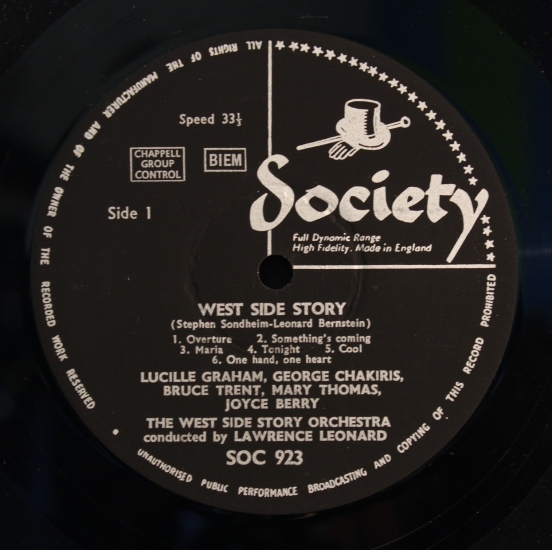 ALL RIGHTS OF THE MANUFACTURER AND OF THE OWNER OF THE RECORDED WORK RESERVED
Speed 33⅓
CHAPPELL
GROUP
CONTROL
BIEM
Side 1
Society
Full Dynamic Range
High Fidelity. Made in England
WEST SIDE STORY
(Stephen Sondheim-Leonard Bernstein)
1. Overture 2. Something's coming
3. Maria 4. Tonight 5. Cool
6. One hand, one heart
LUCILLE GRAHAM, GEORGE CHAKIRIS,
BRUCE TRENT, MARY THOMAS,
JOYCE BERRY
THE WEST SIDE STORY ORCHESTRA
conducted by LAWRENCE LEONARD
SOC 923
UNAUTHORISED PUBLIC PERFORMANCE BROADCASTING AND COPYING OF THIS RECORD PROHIBITED